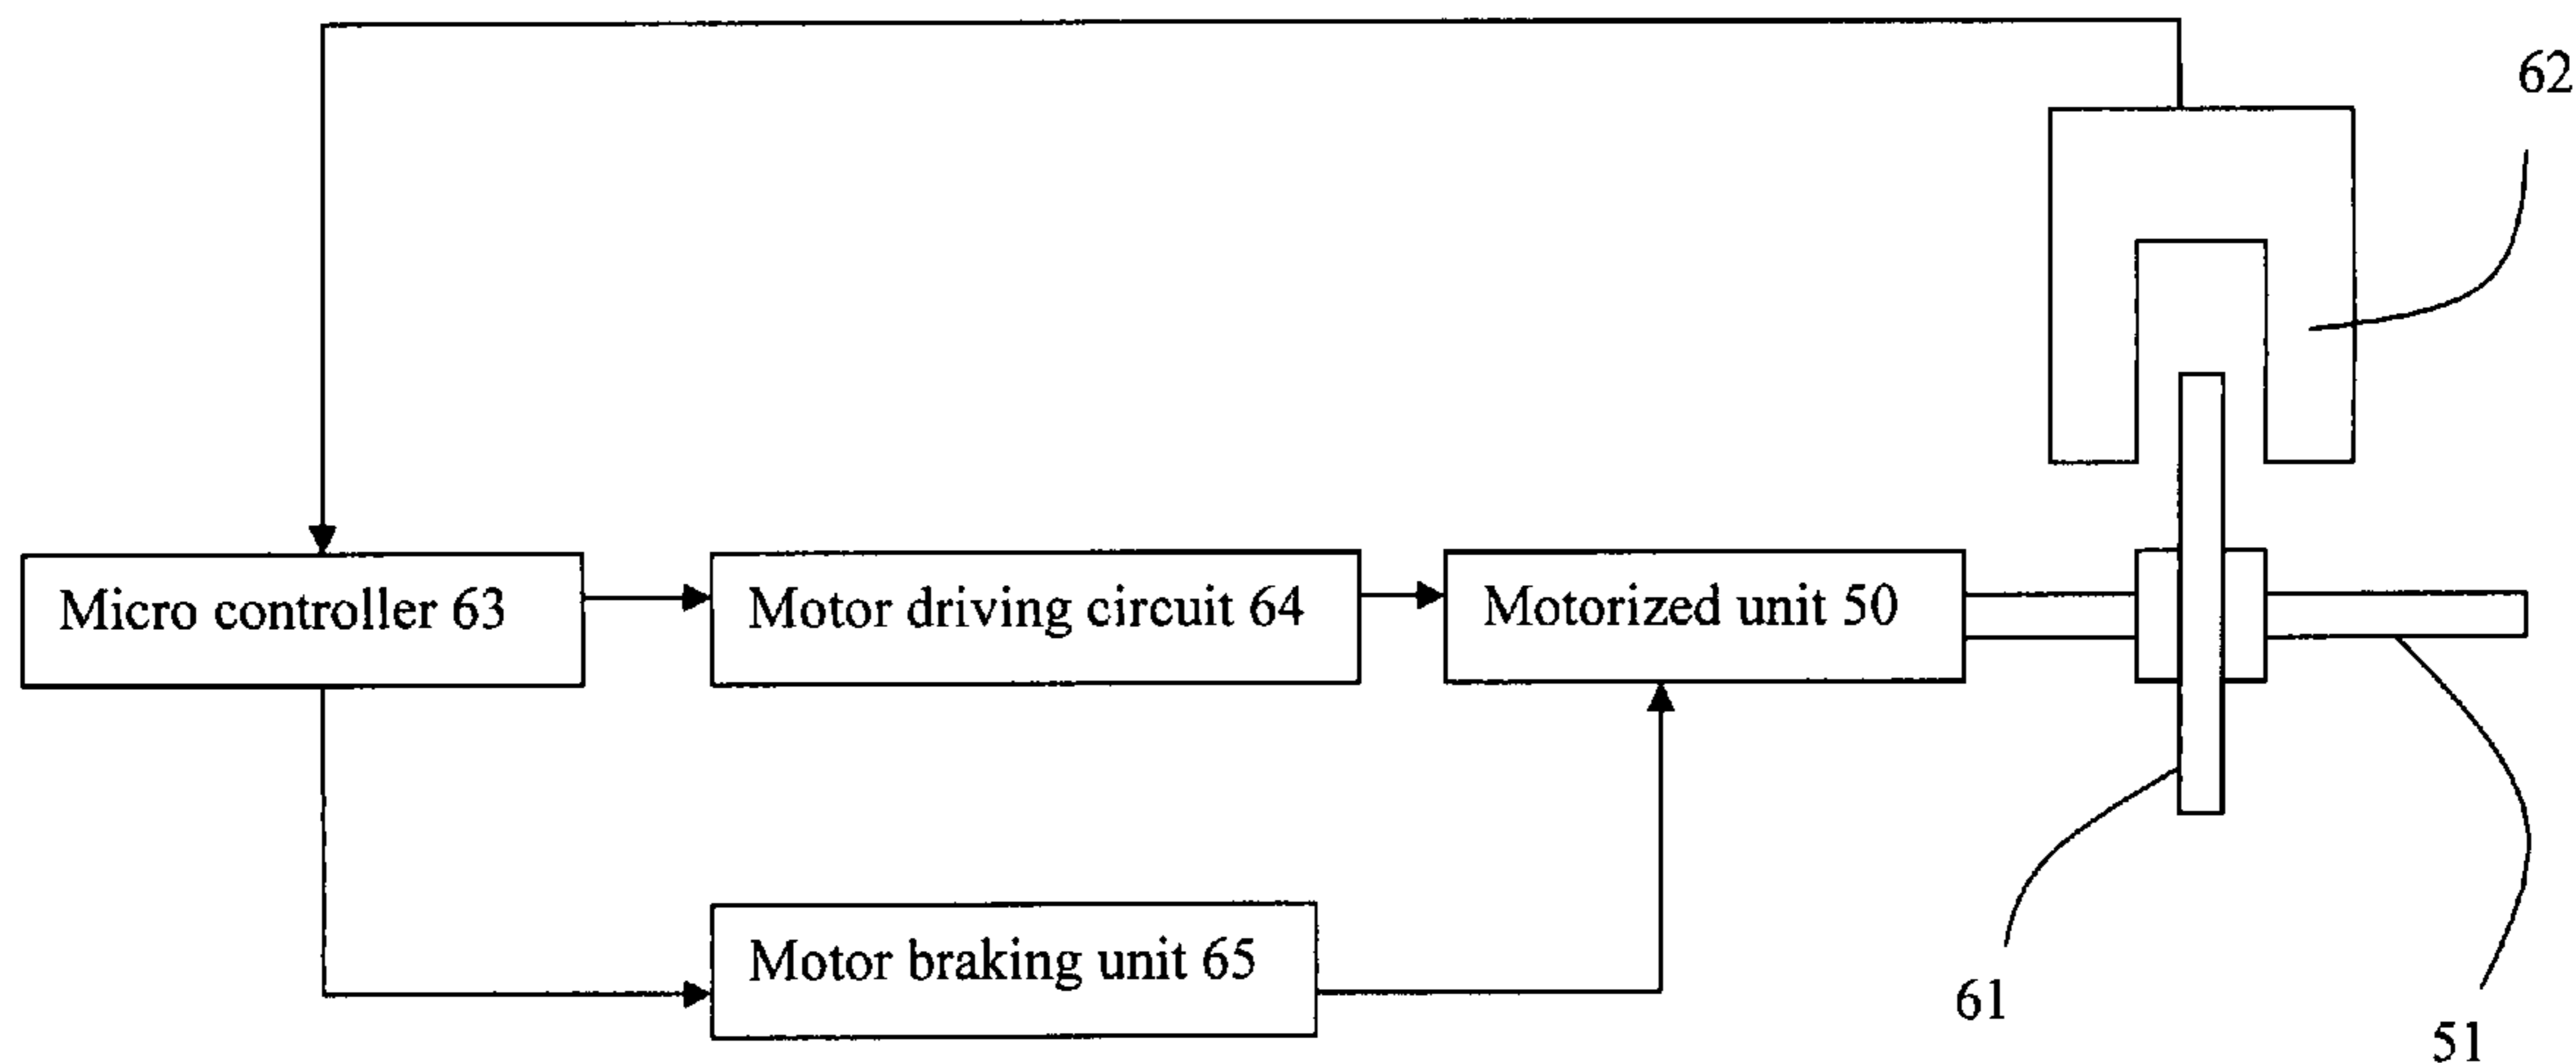 62
Micro controller 63
Motor driving circuit 64
Motorized unit 50
Motor braking unit 65
61
51